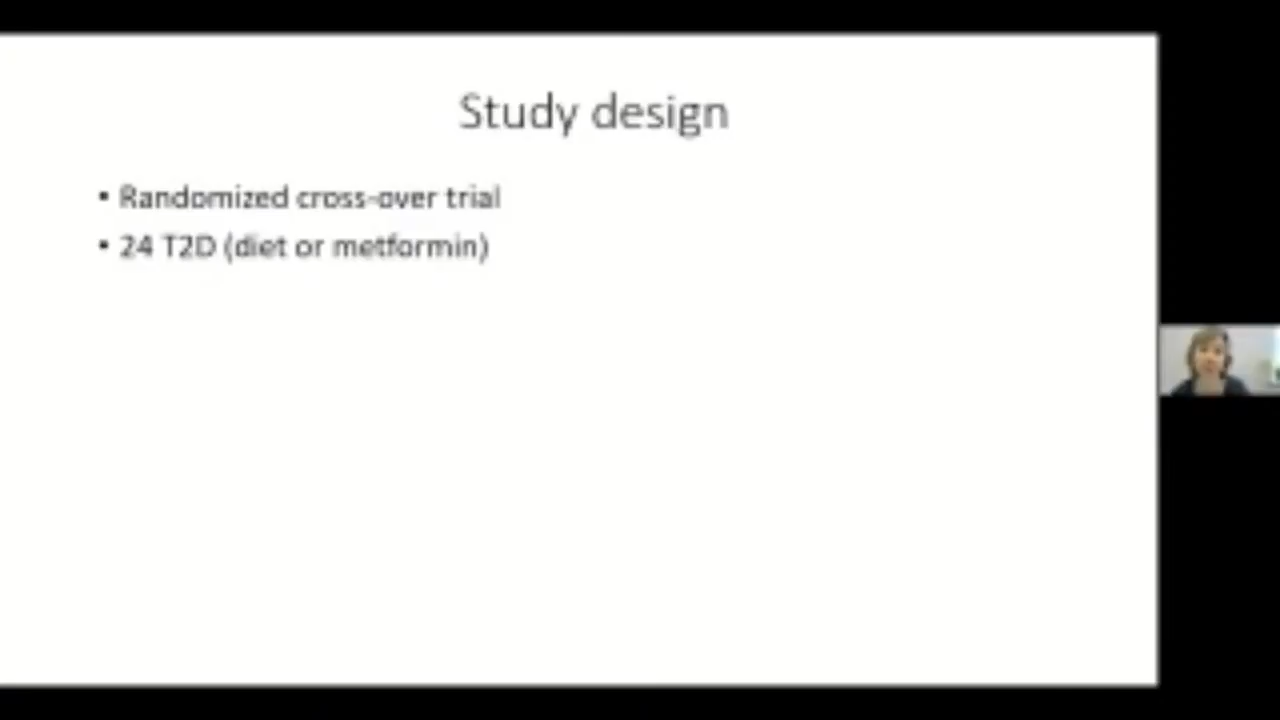 Study design
• Randomized cross-over trial
• 24 T2D (diet or metformin)